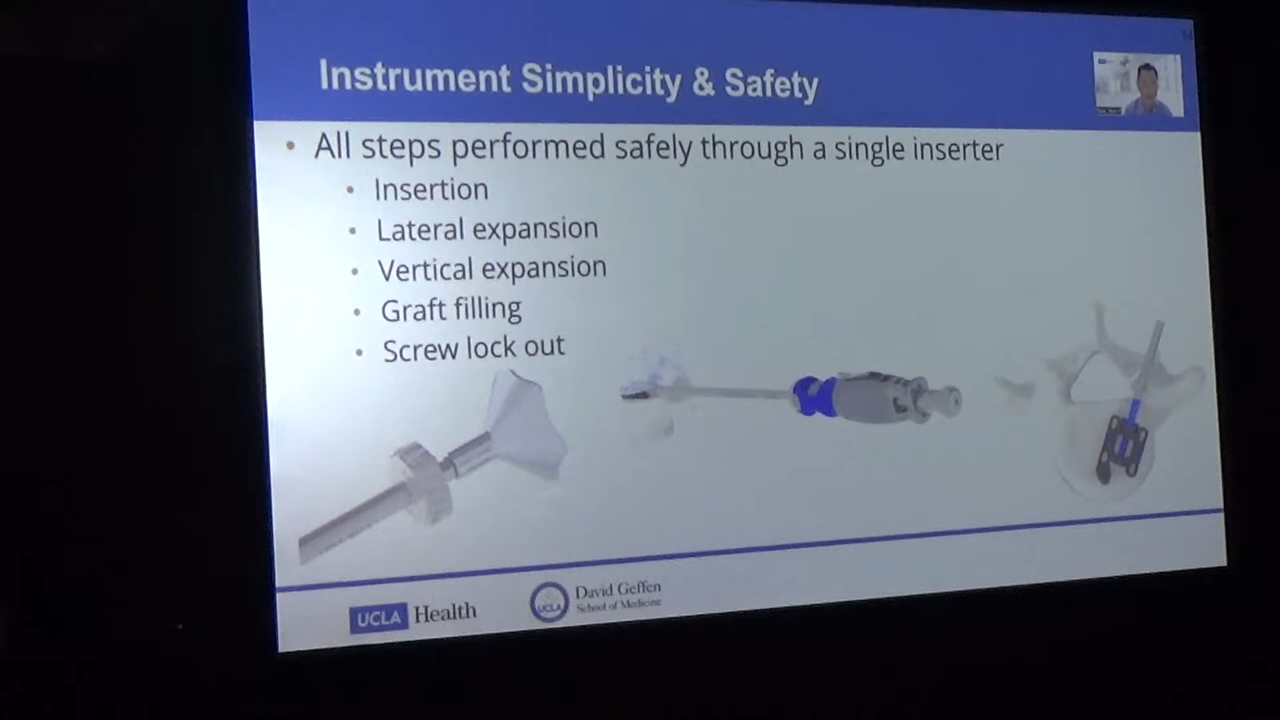 Instrument Simplicity & Safety
• All steps performed safely through a single inserter
• Insertion
• Lateral expansion
• Vertical expansion
• Graft filling
• Screw lock out
UCLA Health
UCLA
David Geffen
School of Medicine